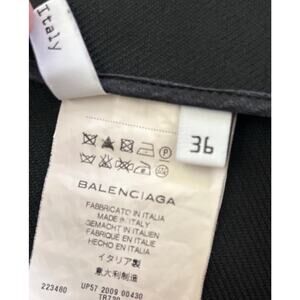 Italy
36
BALENCIAGA
FABBRICATO IN ITALIA
MADE IN ITALY
GEMACHT IN ITALIEN
FABRIQUÉ EN ITALIE
HECHO EN ITALIA
イタリア製
意大利制造
223480 UP57 2009 00430